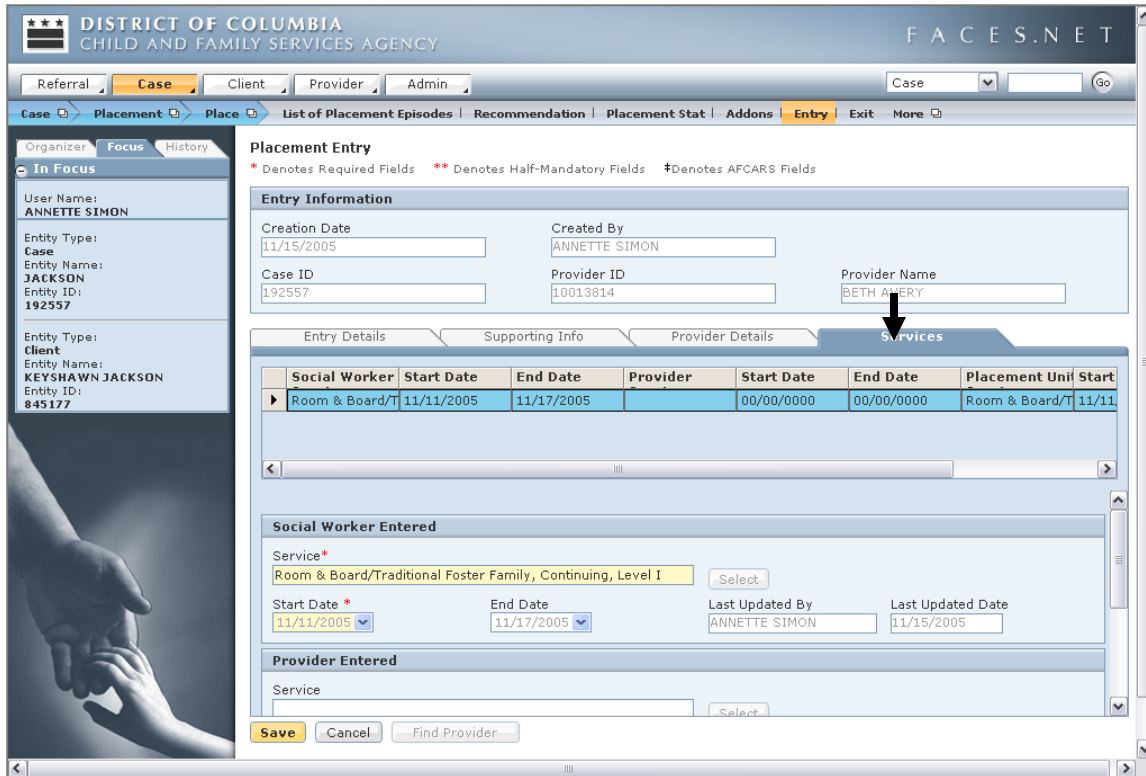 DISTRICT OF COLUMBIA
CHILD AND FAMILY SERVICES AGENCY
FACES.NET
Referral Case Client Provider Admin Case Go
Case Placement Place List of Placement Episodes | Recommendation | Placement Stat | Addons | Entry | Exit More
Organizer Focus History
In Focus
User Name:
ANNETTE SIMON
Entity Type:
Case
Entity Name:
JACKSON
Entity ID:
192557
Entity Type:
Client
Entity Name:
KEYSHAWN JACKSON
Entity ID:
845177
Placement Entry
* Denotes Required Fields ** Denotes Half-Mandatory Fields ‡Denotes AFCARS Fields
Entry Information
Creation Date Created By
11/15/2005 ANNETTE SIMON
Case ID Provider ID Provider Name
192557 10013814 BETH AVERY
Entry Details Supporting Info Provider Details Services
Social Worker Start Date End Date Provider Start Date End Date Placement Unit Start
Room & Board/T 11/11/2005 11/17/2005 00/00/0000 00/00/0000 Room & Board/T 11/11/
Social Worker Entered
Service*
Room & Board/Traditional Foster Family, Continuing, Level I Select
Start Date * End Date Last Updated By Last Updated Date
11/11/2005 11/17/2005 ANNETTE SIMON 11/15/2005
Provider Entered
Service
Select
Save Cancel Find Provider